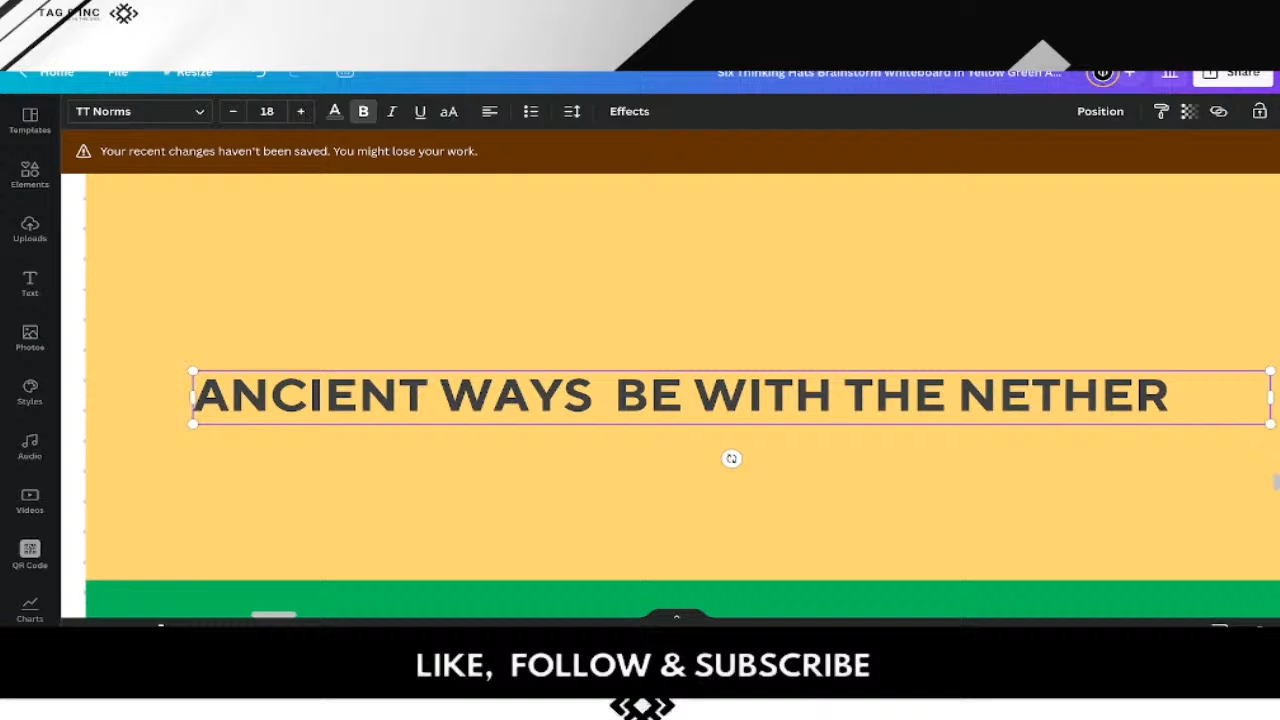 TAG & INC
Home File Resize Six Thinking Hats Brainstorm Whiteboard in Yellow Green A... Share
TT Norms − 18 + A B I U aA Effects Position
Templates
Your recent changes haven't been saved. You might lose your work.
Elements
Uploads
Text
Photos
Styles
Audio
Videos
QR Code
Charts
ANCIENT WAYS  BE WITH THE NETHER
LIKE,  FOLLOW & SUBSCRIBE